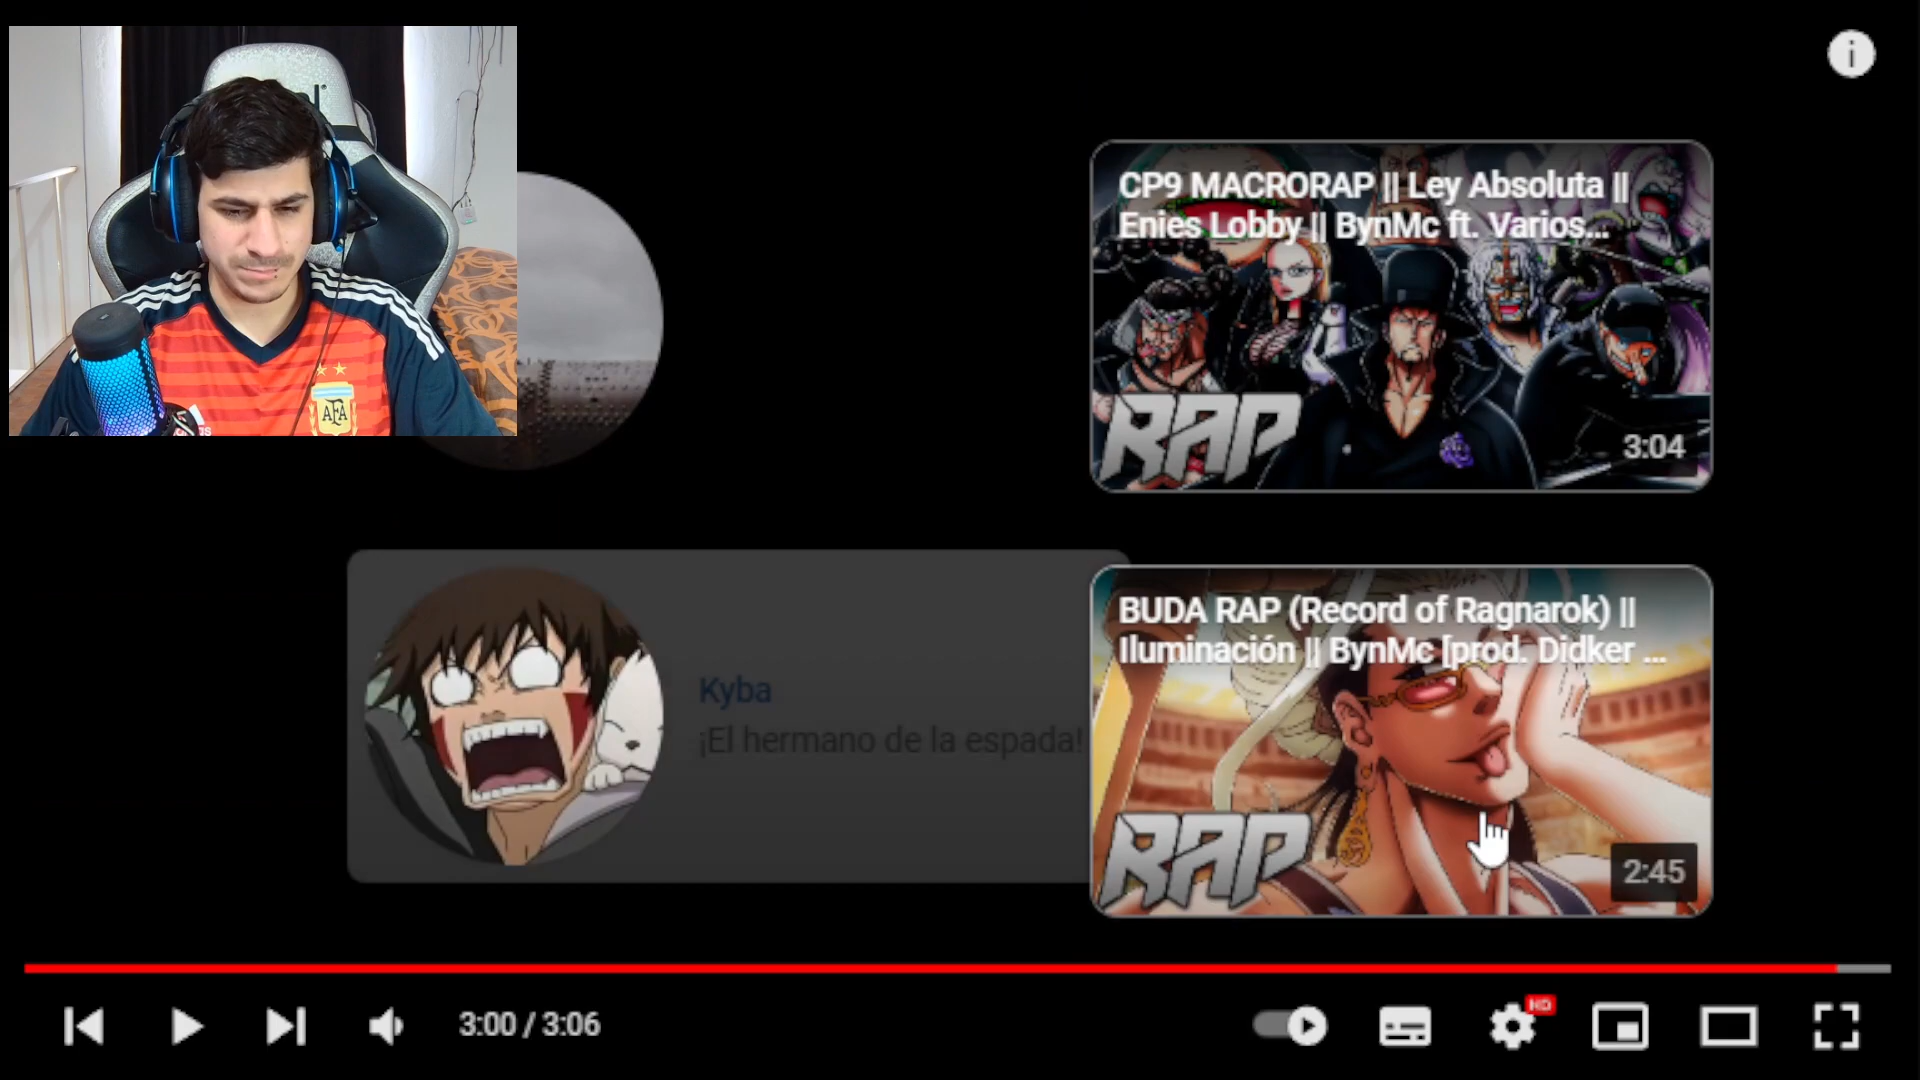 AFA
CP9 MACRORAP || Ley Absoluta ||
Enies Lobby || BynMc ft. Varios...
RAP
3:04
Kyba
¡El hermano de la espada!
BUDA RAP (Record of Ragnarok) ||
Iluminación || BynMc [prod. Didker ...
RAP
2:45
3:00 / 3:06
HD